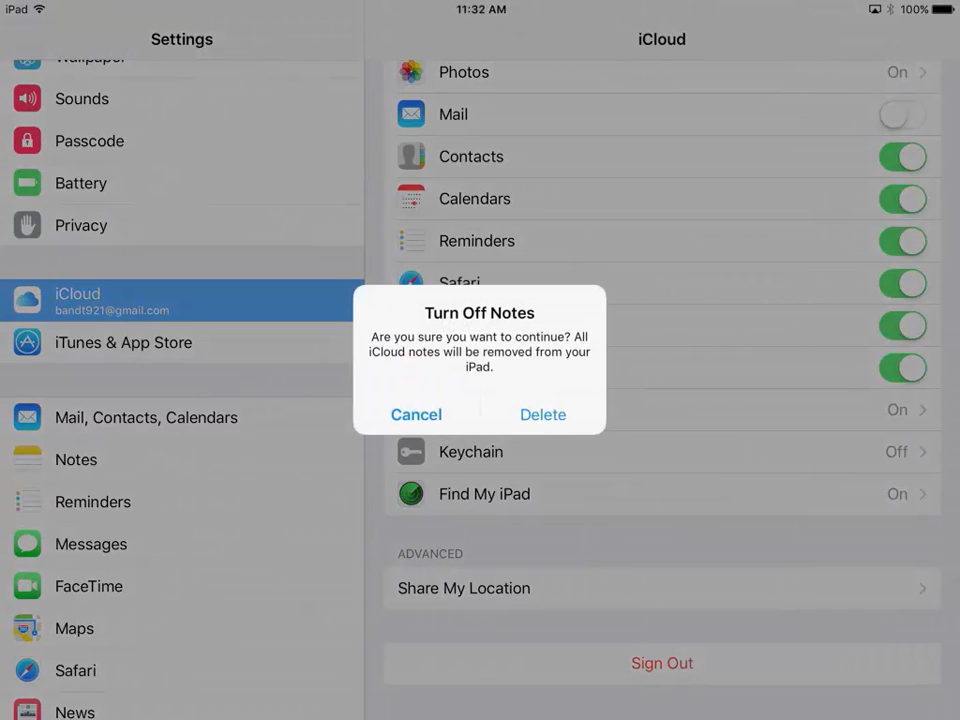 iPad
11:32 AM
100%
Settings
iCloud
Wallpaper
Sounds
Passcode
Battery
Privacy
iCloud
bandt921@gmail.com
iTunes & App Store
Mail, Contacts, Calendars
Notes
Reminders
Messages
FaceTime
Maps
Safari
News
Photos
On
Mail
Contacts
Calendars
Reminders
Safari
On
Keychain
Off
Find My iPad
On
ADVANCED
Share My Location
Sign Out
Turn Off Notes
Are you sure you want to continue? All
iCloud notes will be removed from your
iPad.
Cancel
Delete